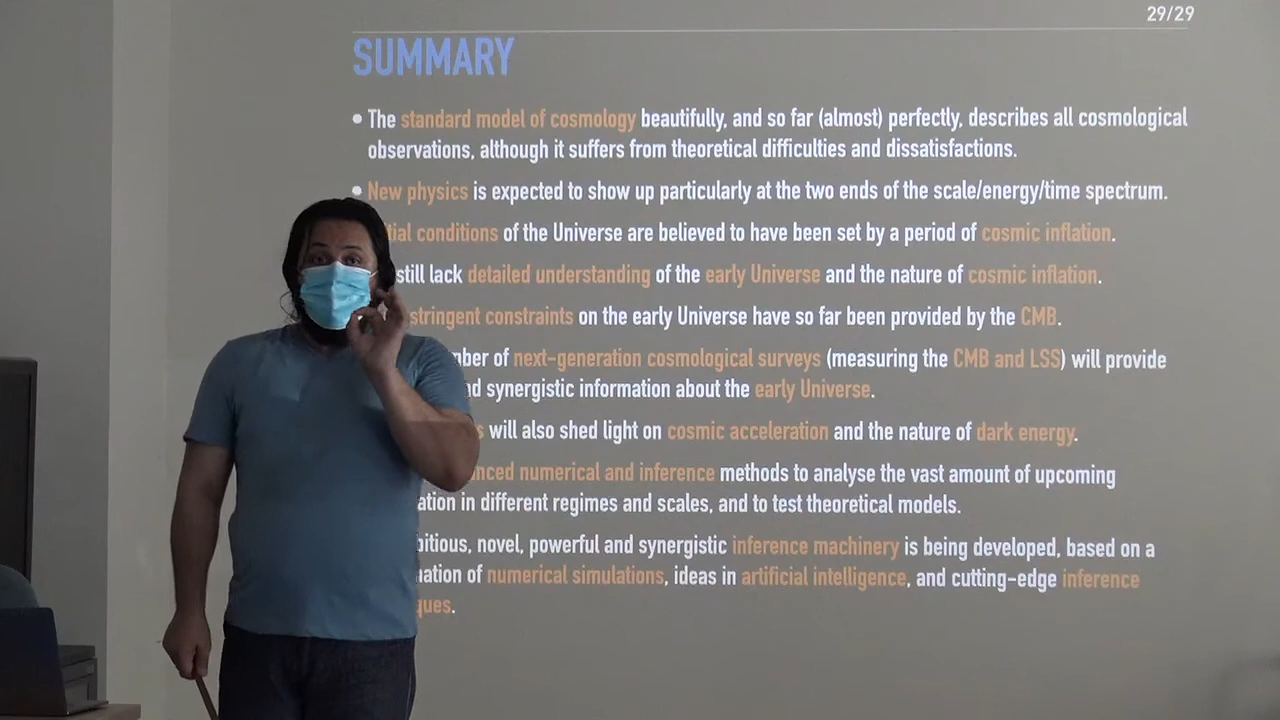 29/29
SUMMARY
• The standard model of cosmology beautifully, and so far (almost) perfectly, describes all cosmological
observations, although it suffers from theoretical difficulties and dissatisfactions.
• New physics is expected to show up particularly at the two ends of the scale/energy/time spectrum.
conditions of the Universe are believed to have been set by a period of cosmic inflation.
still lack detailed understanding of the early Universe and the nature of cosmic inflation.
stringent constraints on the early Universe have so far been provided by the CMB.
of next-generation cosmological surveys (measuring the CMB and LSS) will provide
synergistic information about the early Universe.
will also shed light on cosmic acceleration and the nature of dark energy.
numerical and inference methods to analyse the vast amount of upcoming
in different regimes and scales, and to test theoretical models.
novel, powerful and synergistic inference machinery is being developed, based on a
of numerical simulations, ideas in artificial intelligence, and cutting-edge inference